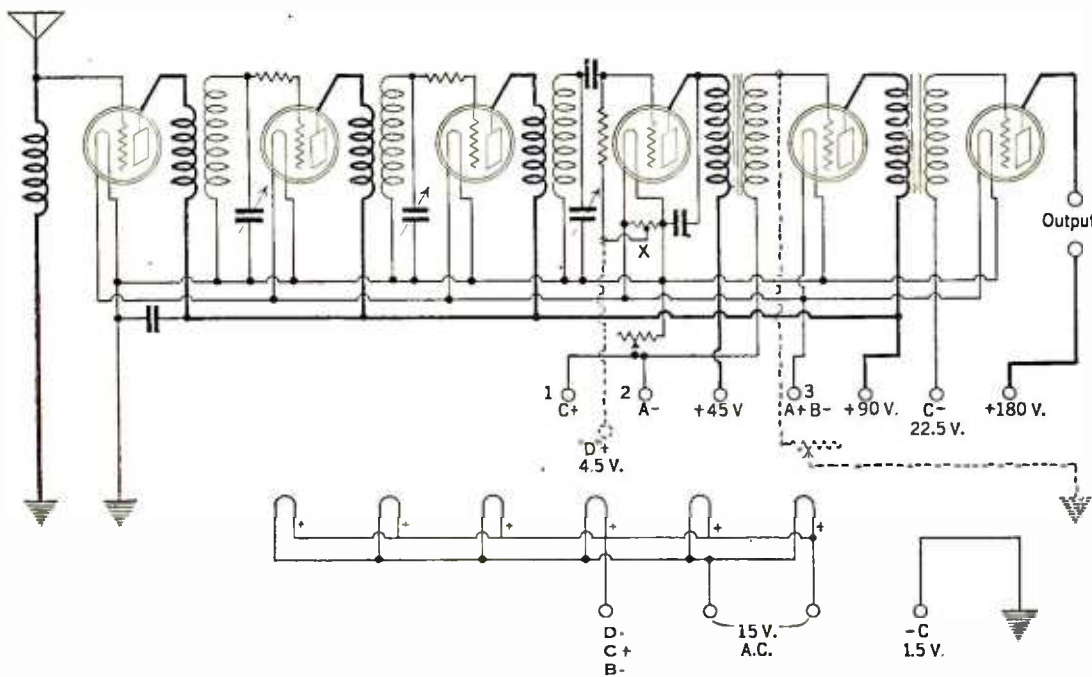 Output
X
1
C+
2
A-
+45 V
3
A+B-
+90 V.
C-
22.5 V.
+180 V.
"D"+
4.5 V.
X
+
+
+
+
+
+
D-
C+
B-
15 V.
A.C.
-C
1.5 V.